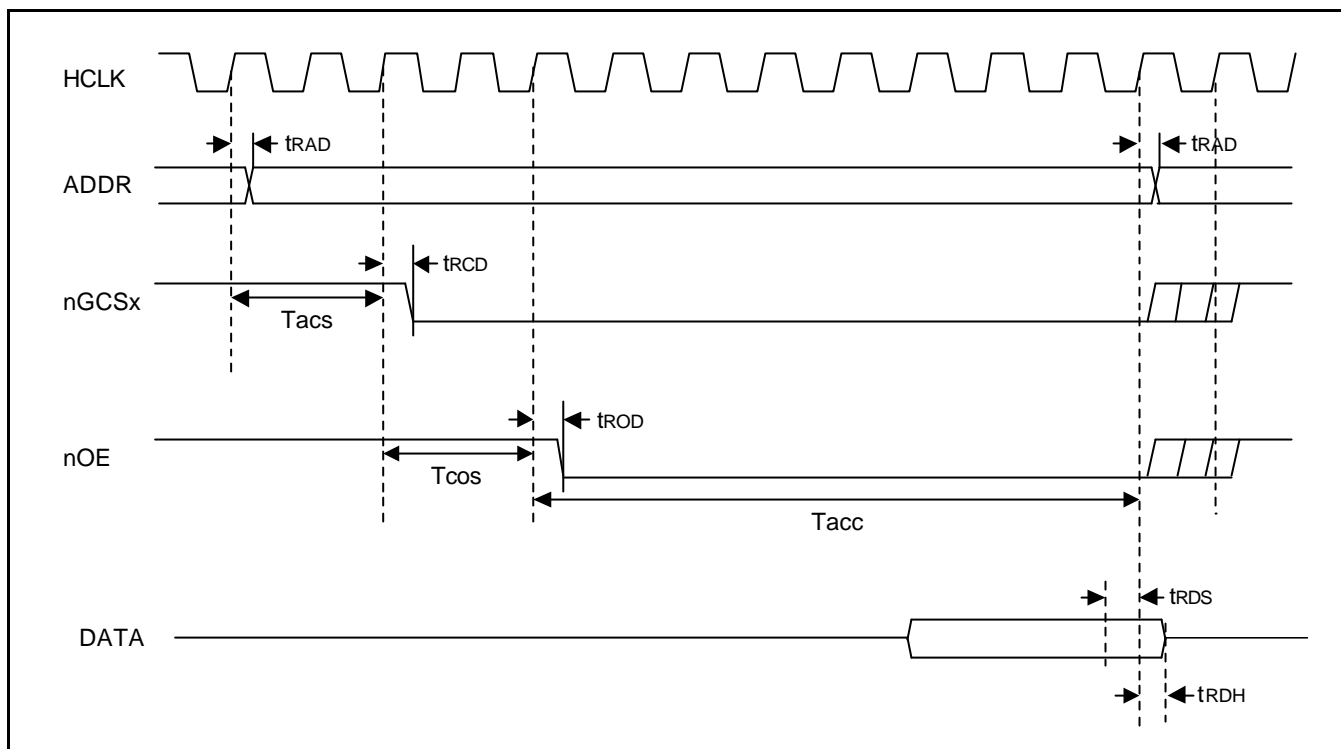 HCLK
tRAD
tRAD
ADDR
tRCD
nGCSx
Tacs
tROD
nOE
Tcos
Tacc
tRDS
DATA
tRDH